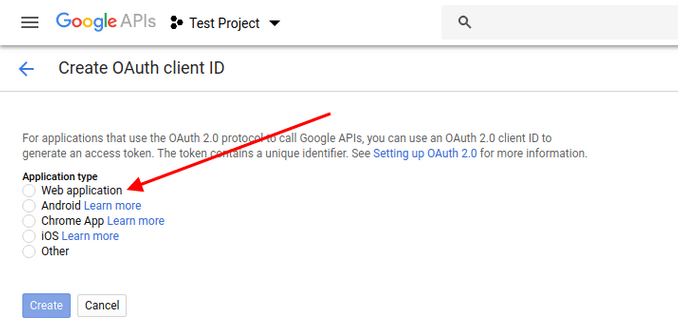 Google APIs Test Project
Create OAuth client ID
For applications that use the OAuth 2.0 protocol to call Google APIs, you can use an OAuth 2.0 client ID to
generate an access token. The token contains a unique identifier. See Setting up OAuth 2.0 for more information.
Application type
Web application
Android Learn more
Chrome App Learn more
iOS Learn more
Other
Create Cancel